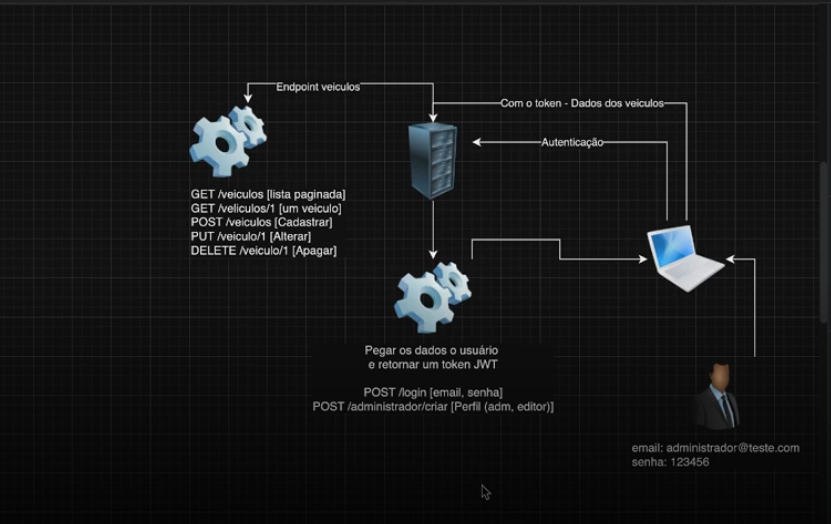 Endpoint veiculos
Com o token - Dados dos veiculos
Autenticação
GET /veiculos [lista paginada]
GET /veliculos/1 [um veiculo]
POST /veiculos [Cadastrar]
PUT /veiculo/1 [Alterar]
DELETE /veiculo/1 [Apagar]
Pegar os dados o usuário
e retornar um token JWT
POST /login [email, senha]
POST /administrador/criar [Perfil (adm, editor)]
email: administrador@teste.com
senha: 123456